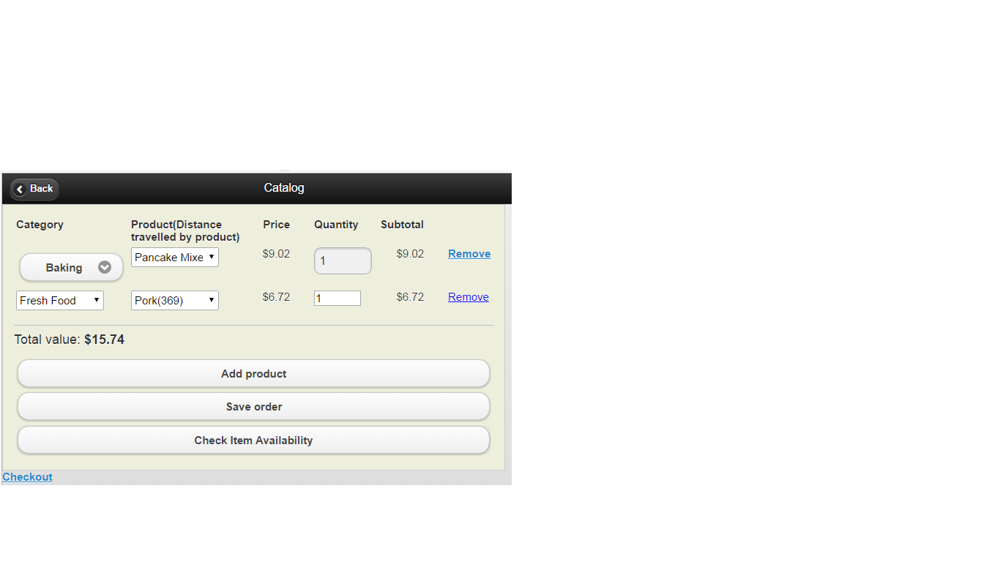 Back
Catalog
Category Product(Distance travelled by product) Price Quantity Subtotal
Baking Pancake Mixe $9.02 1 $9.02 Remove
Fresh Food Pork(369) $6.72 1 $6.72 Remove
Total value: $15.74
Add product
Save order
Check Item Availability
Checkout